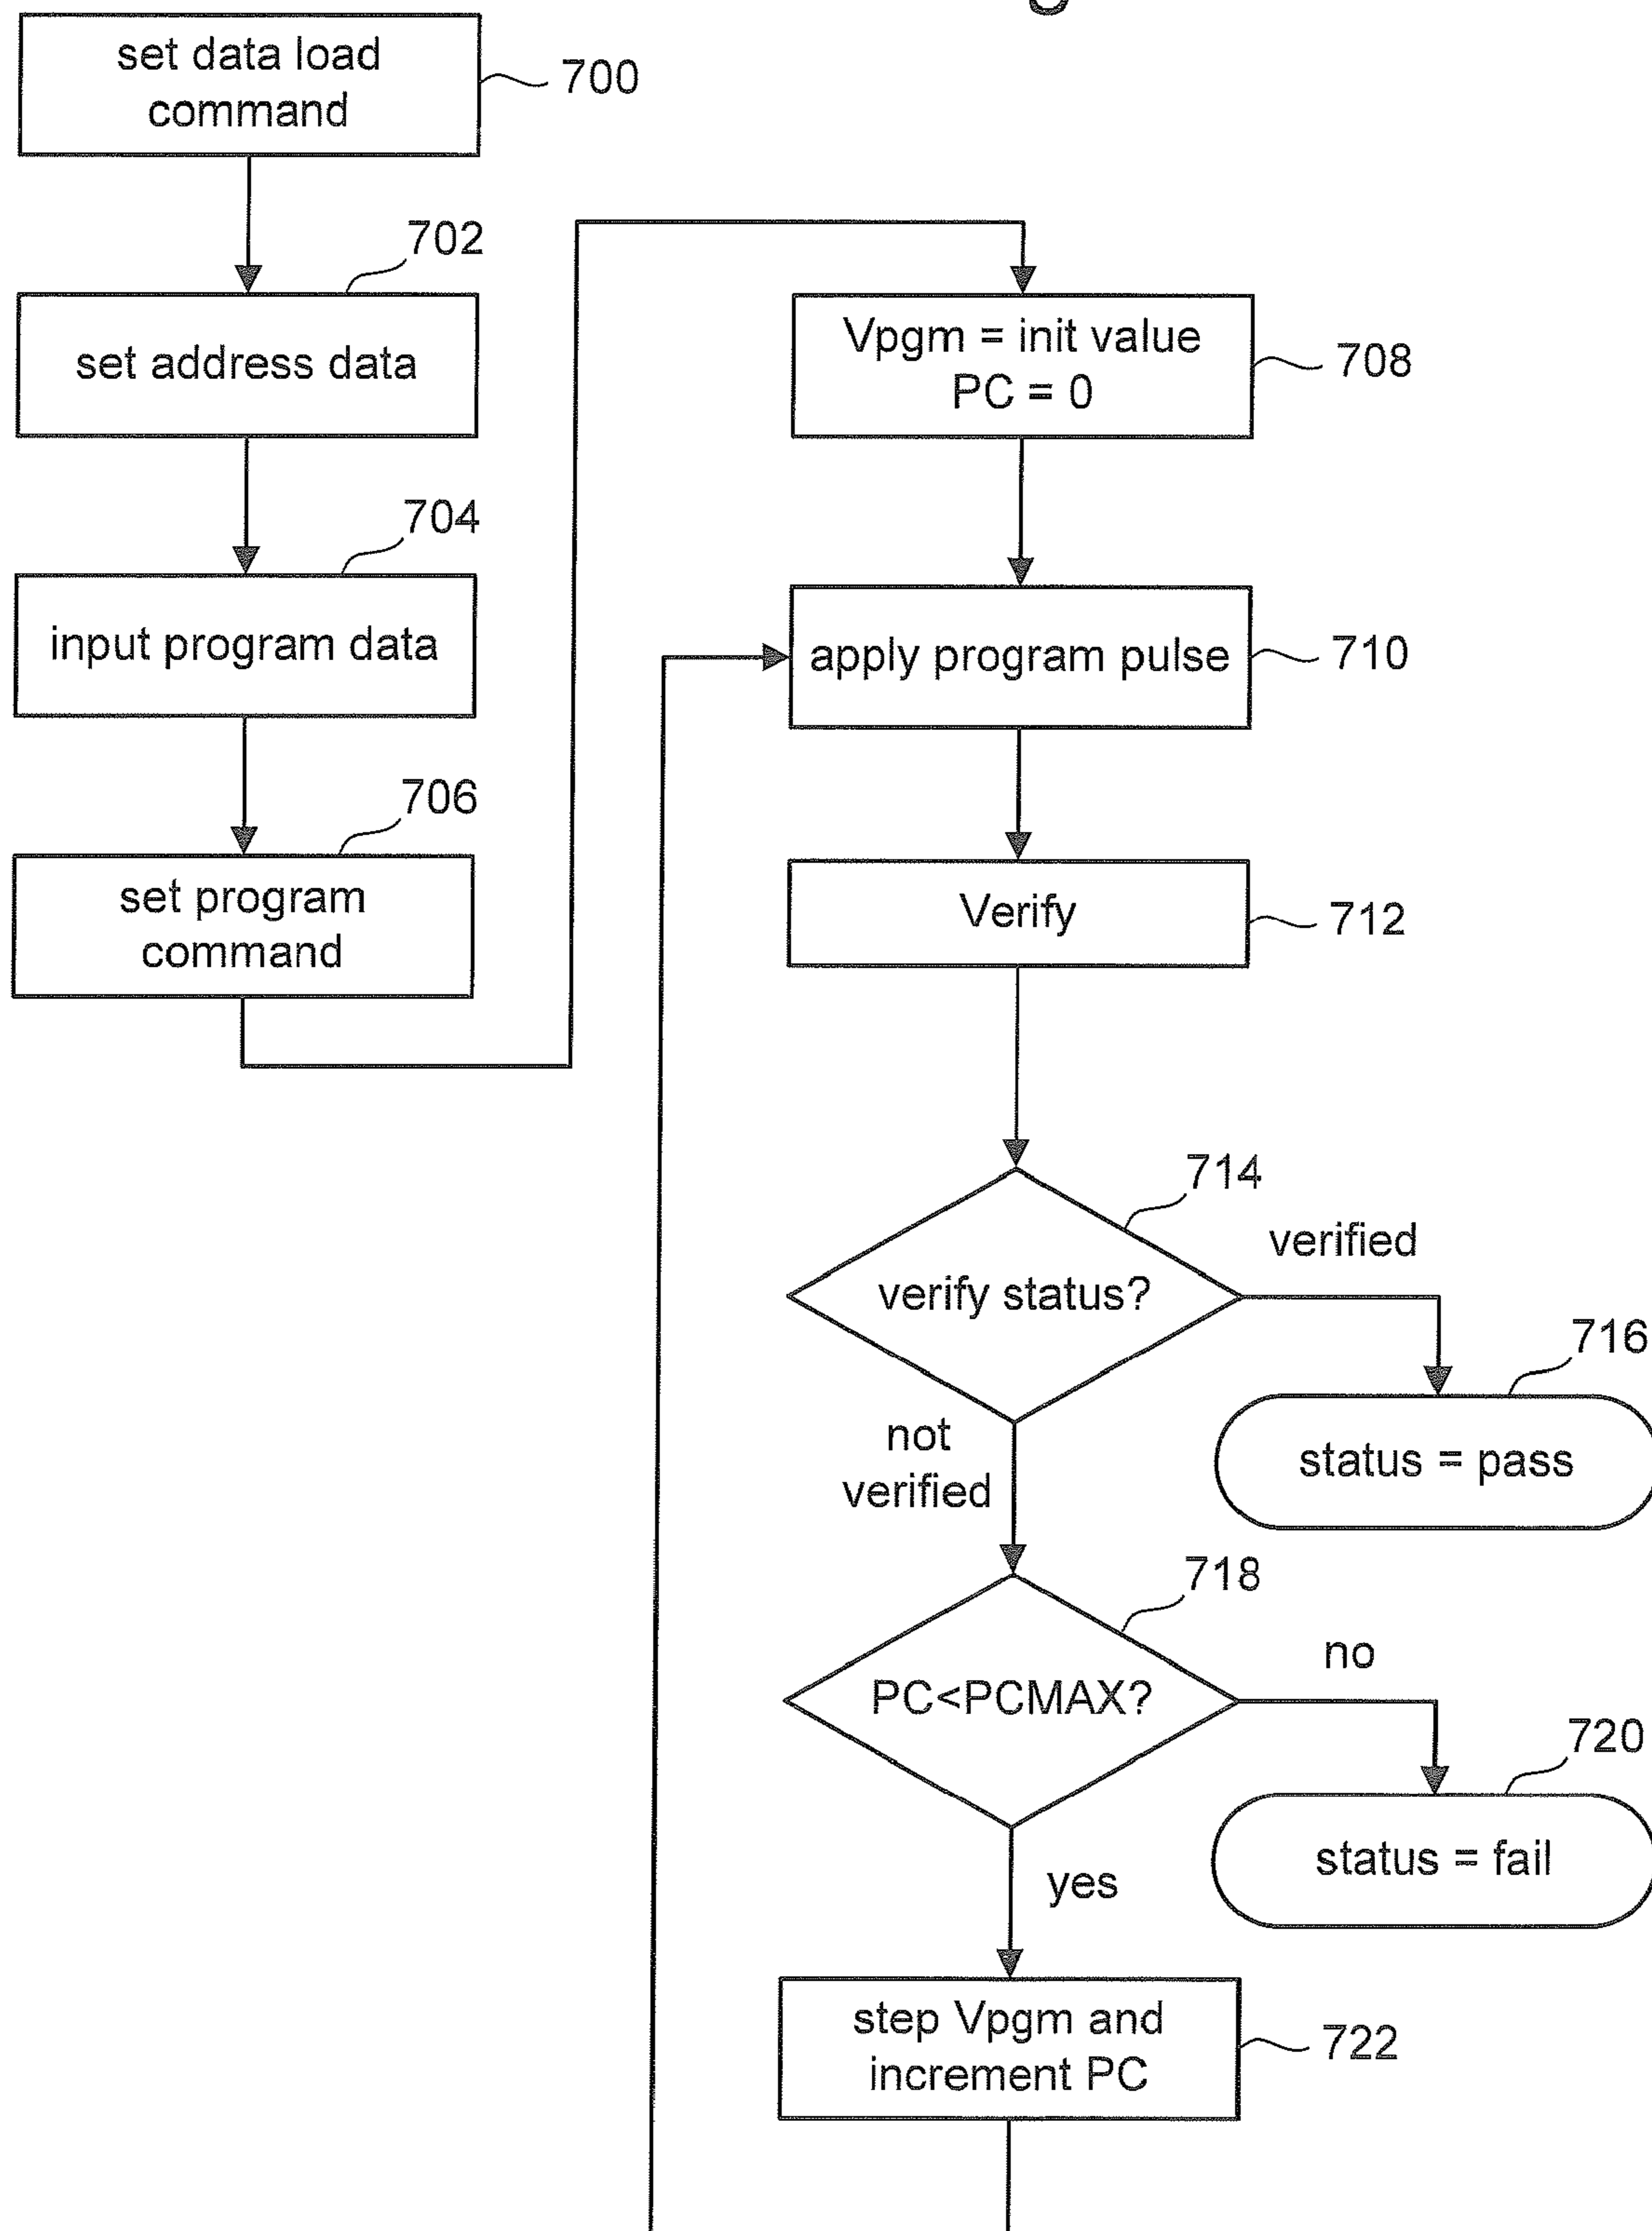 set data load
command
700
702
set address data
704
input program data
706
set program
command
Vpgm = init value
PC = 0
708
apply program pulse
710
Verify
712
714
verify status?
verified
716
status = pass
not
verified
718
PC<PCMAX?
no
720
status = fail
yes
step Vpgm and
increment PC
722